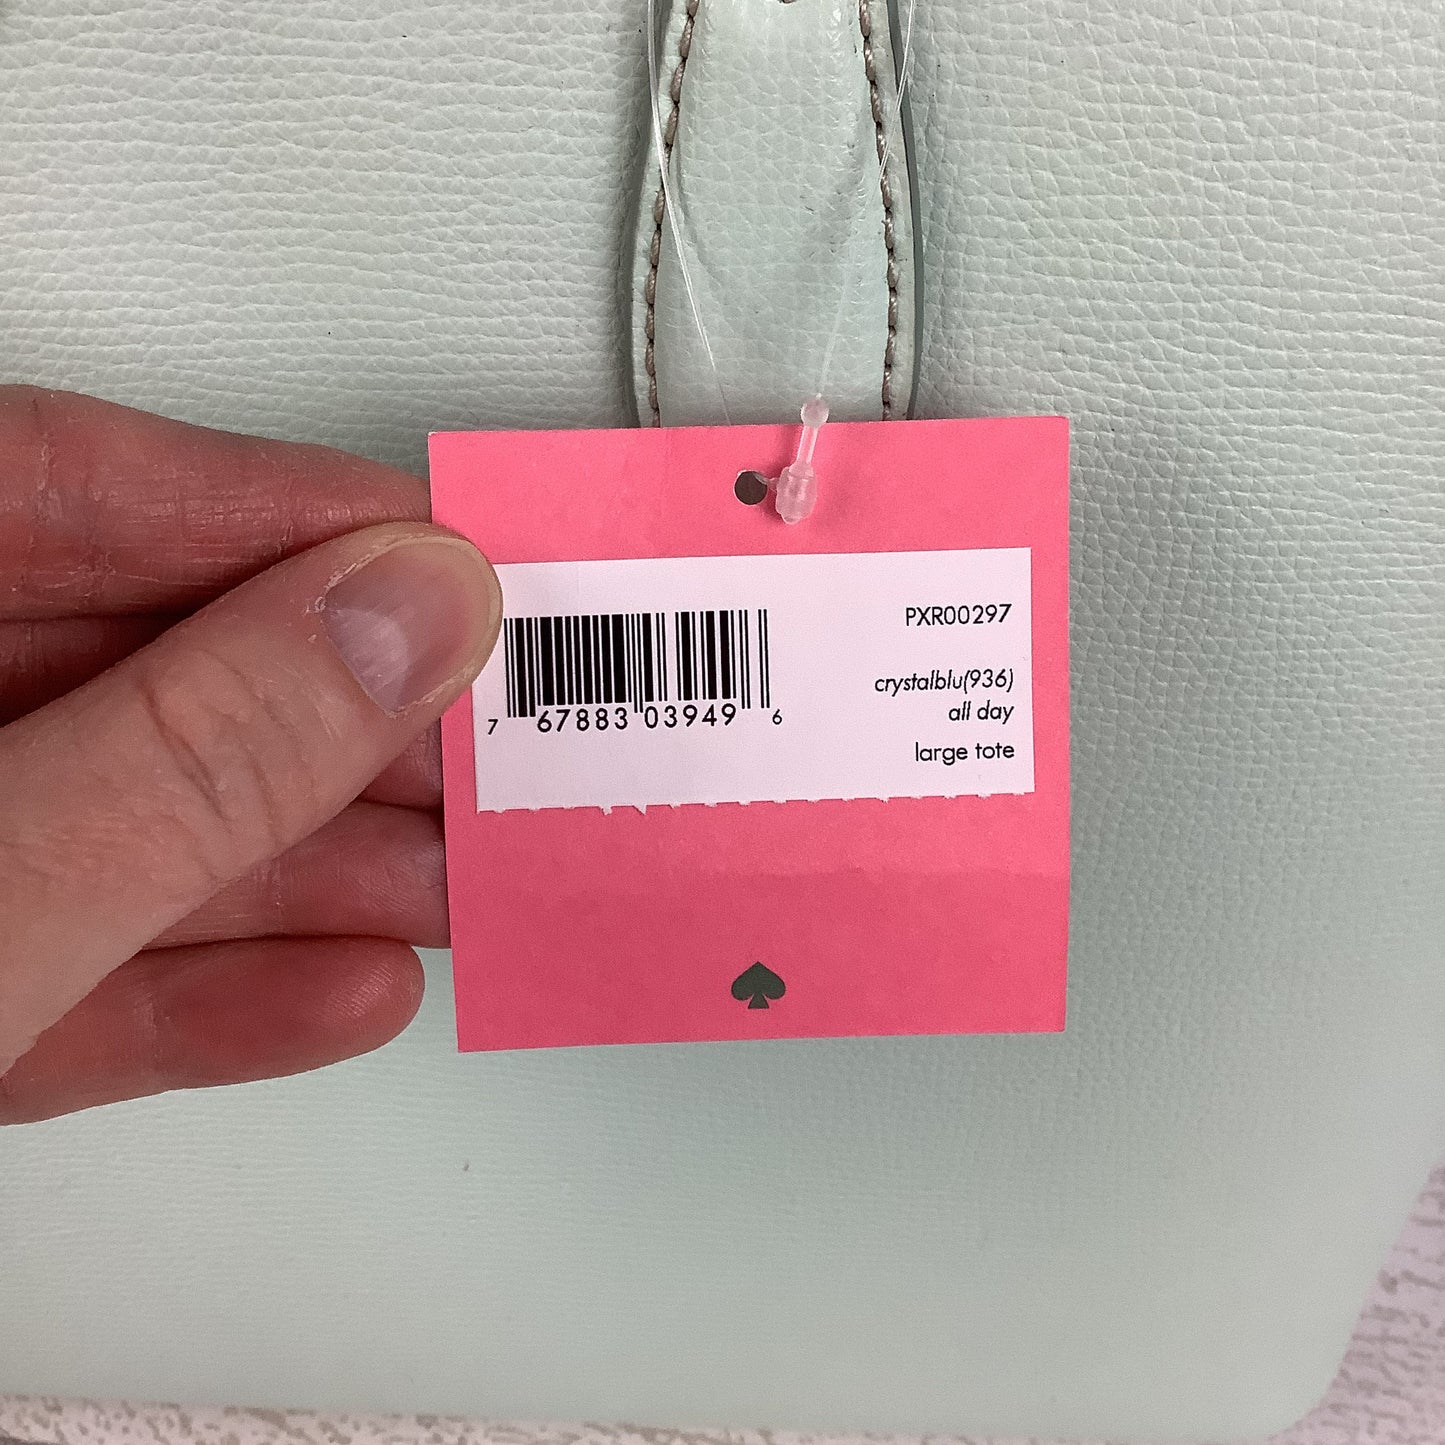 PXR00297
crystalblu(936)
all day
large tote
7 67883 03949 6